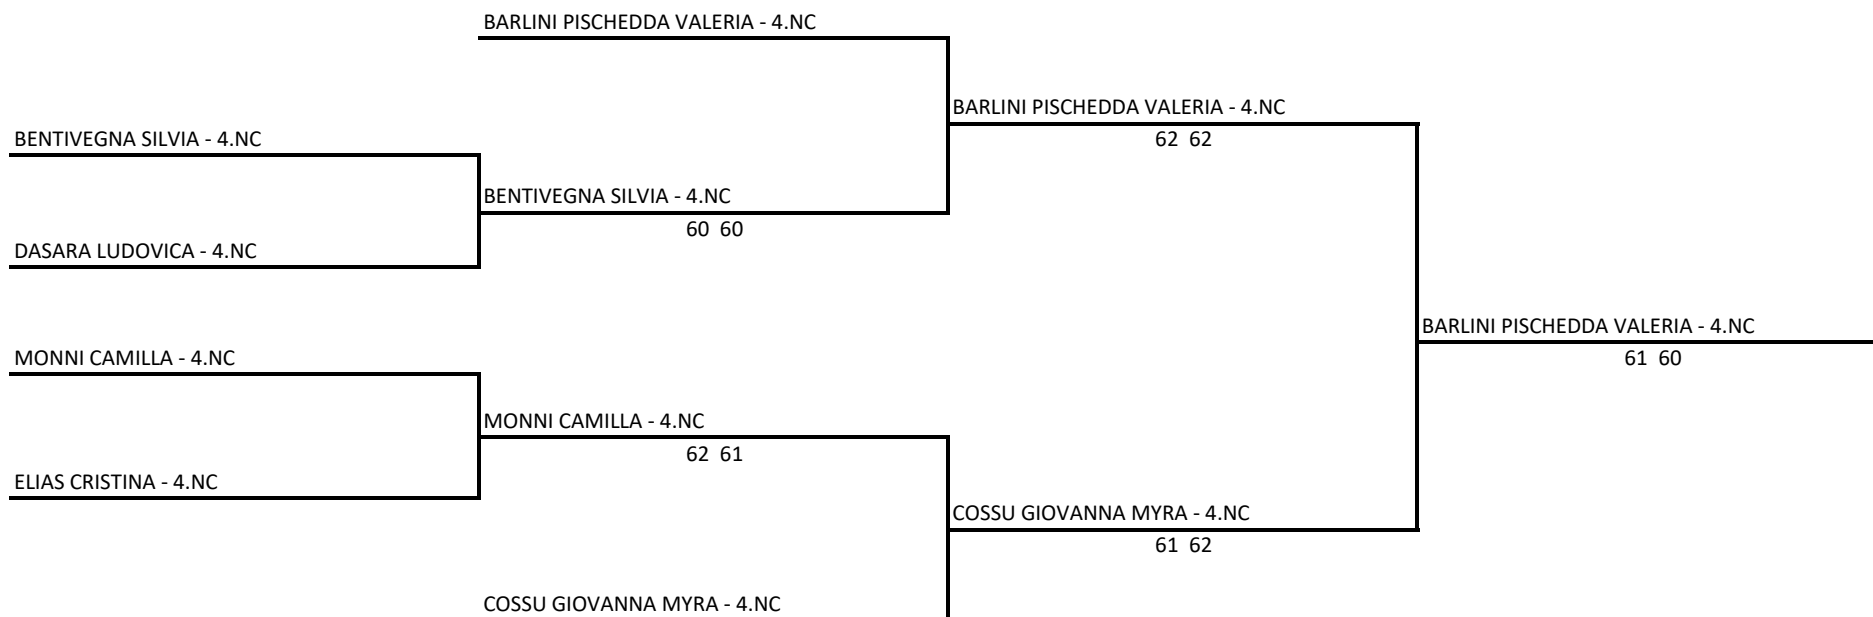 BARLINI PISCHEDDA VALERIA - 4.NC
BARLINI PISCHEDDA VALERIA - 4.NC
62 62
BENTIVEGNA SILVIA - 4.NC
BENTIVEGNA SILVIA - 4.NC
60 60
DASARA LUDOVICA - 4.NC
BARLINI PISCHEDDA VALERIA - 4.NC
61 60
MONNI CAMILLA - 4.NC
MONNI CAMILLA - 4.NC
62 61
ELIAS CRISTINA - 4.NC
COSSU GIOVANNA MYRA - 4.NC
61 62
COSSU GIOVANNA MYRA - 4.NC